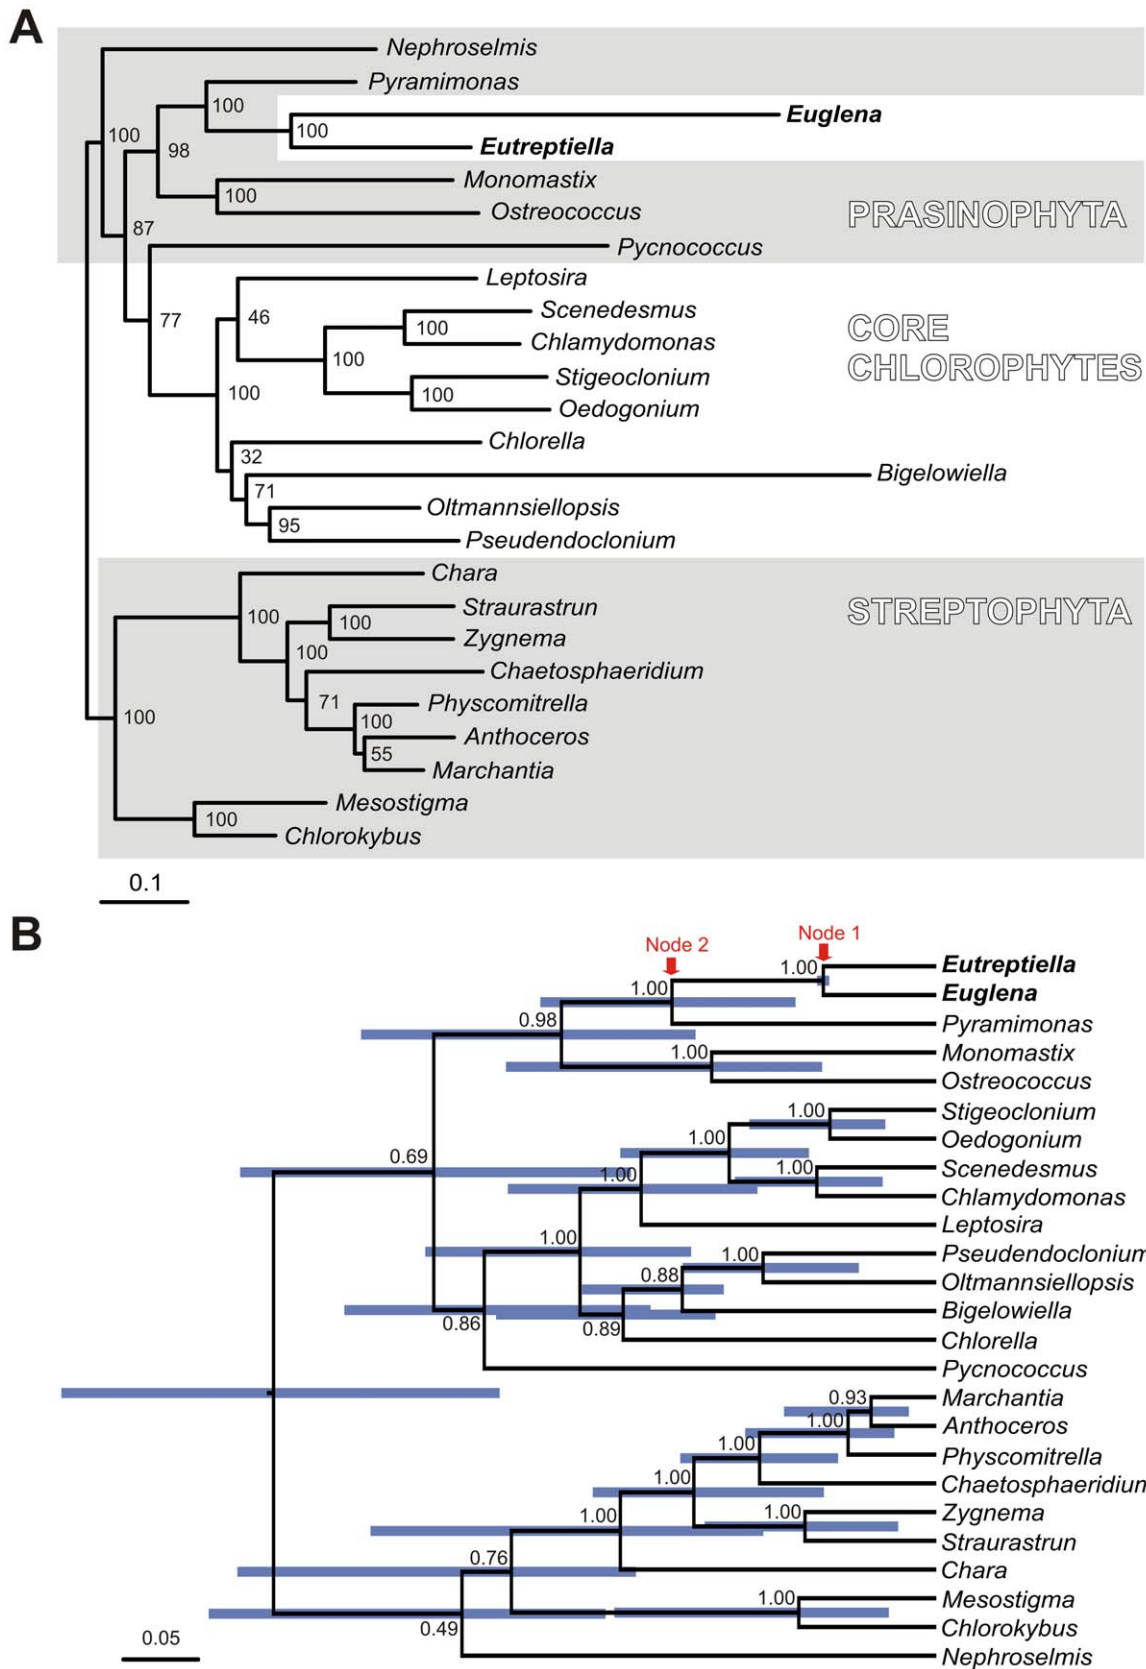 A
Nephroselmis
Pyramimonas
100
Euglena
100
100
Eutreptiella
98
Monomastix
100
Ostreococcus
PRASINOPHYTA
87
Pycnococcus
Leptosira
Scenedesmus
77
46
100
CORE
Chlamydomonas
100
CHLOROPHYTES
Stigeoclonium
100
100
Oedogonium
Chlorella
32
Bigelowiella
71
Oltmannsiellopsis
95
Pseudendoclonium
Chara
Straurastrun
STREPTOPHYTA
100
100
Zygnema
100
Chaetosphaeridium
71
Physcomitrella
100
100
Anthoceros
55
Marchantia
Mesostigma
100
Chlorokybus
0.1
B
Node 1
Node 2
1.00
Eutreptiella
1.00
Euglena
0.98
Pyramimonas
1.00
Monomastix
Ostreococcus
1.00
Stigeoclonium
1.00
Oedogonium
0.69
1.00
1.00
Scenedesmus
Chlamydomonas
Leptosira
1.00
1.00
Pseudendoclonium
0.88
Oltmannsiellopsis
0.86
0.89
Bigelowiella
Chlorella
Pycnococcus
0.93
Marchantia
1.00
Anthoceros
1.00
Physcomitrella
1.00
Chaetosphaeridium
1.00
1.00
Zygnema
Straurastrun
0.76
Chara
1.00
Mesostigma
0.49
Chlorokybus
0.05
Nephroselmis